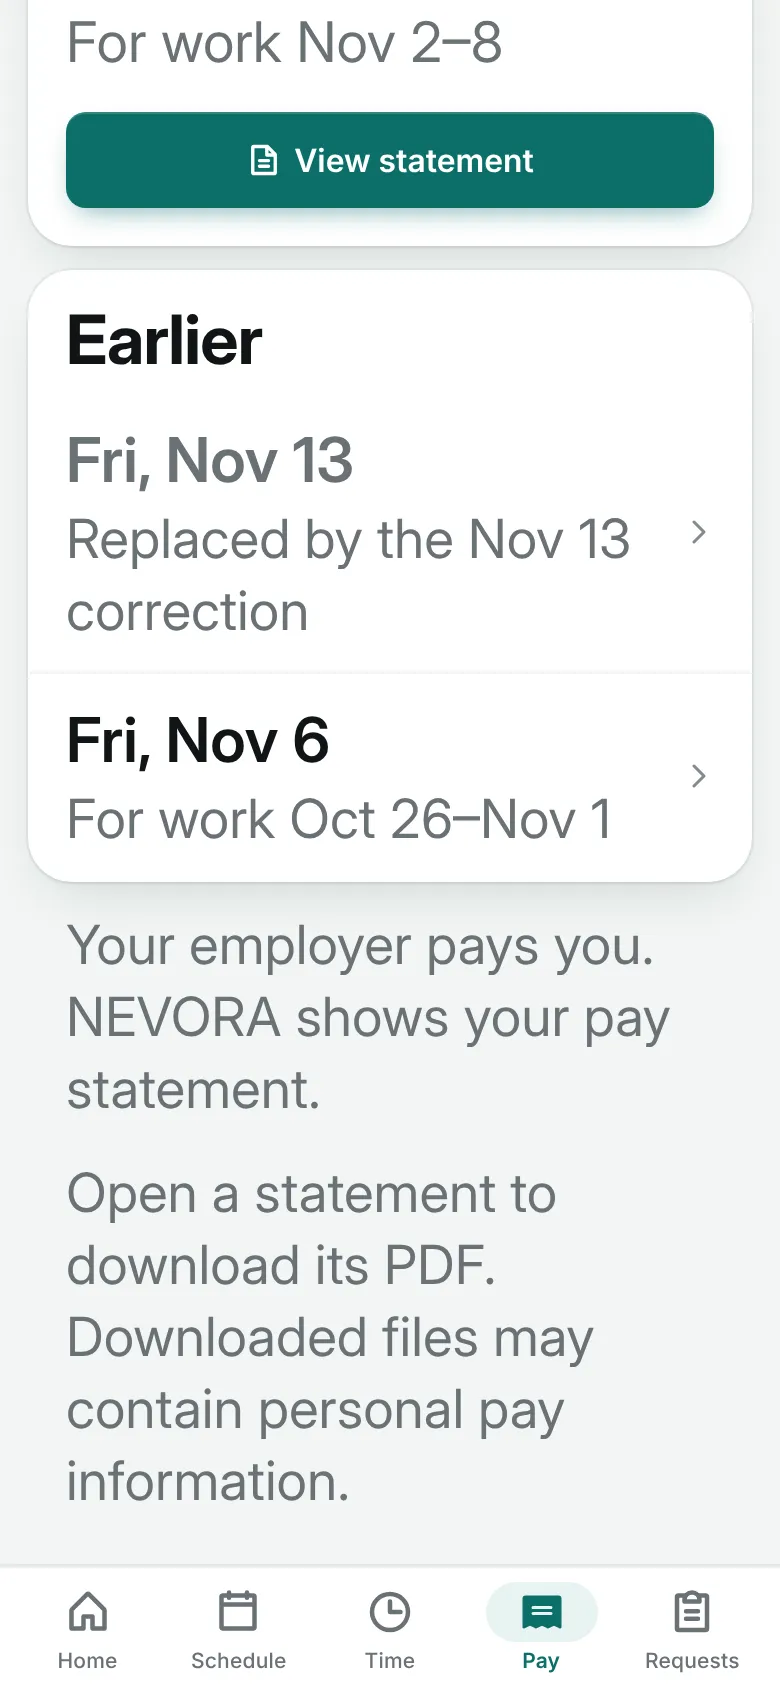 For work Nov 2–8
View statement
Earlier
Fri, Nov 13
Replaced by the Nov 13
correction
Fri, Nov 6
For work Oct 26–Nov 1
Your employer pays you.
NEVORA shows your pay
statement.
Open a statement to
download its PDF.
Downloaded files may
contain personal pay
information.
Home
Schedule
Time
Pay
Requests